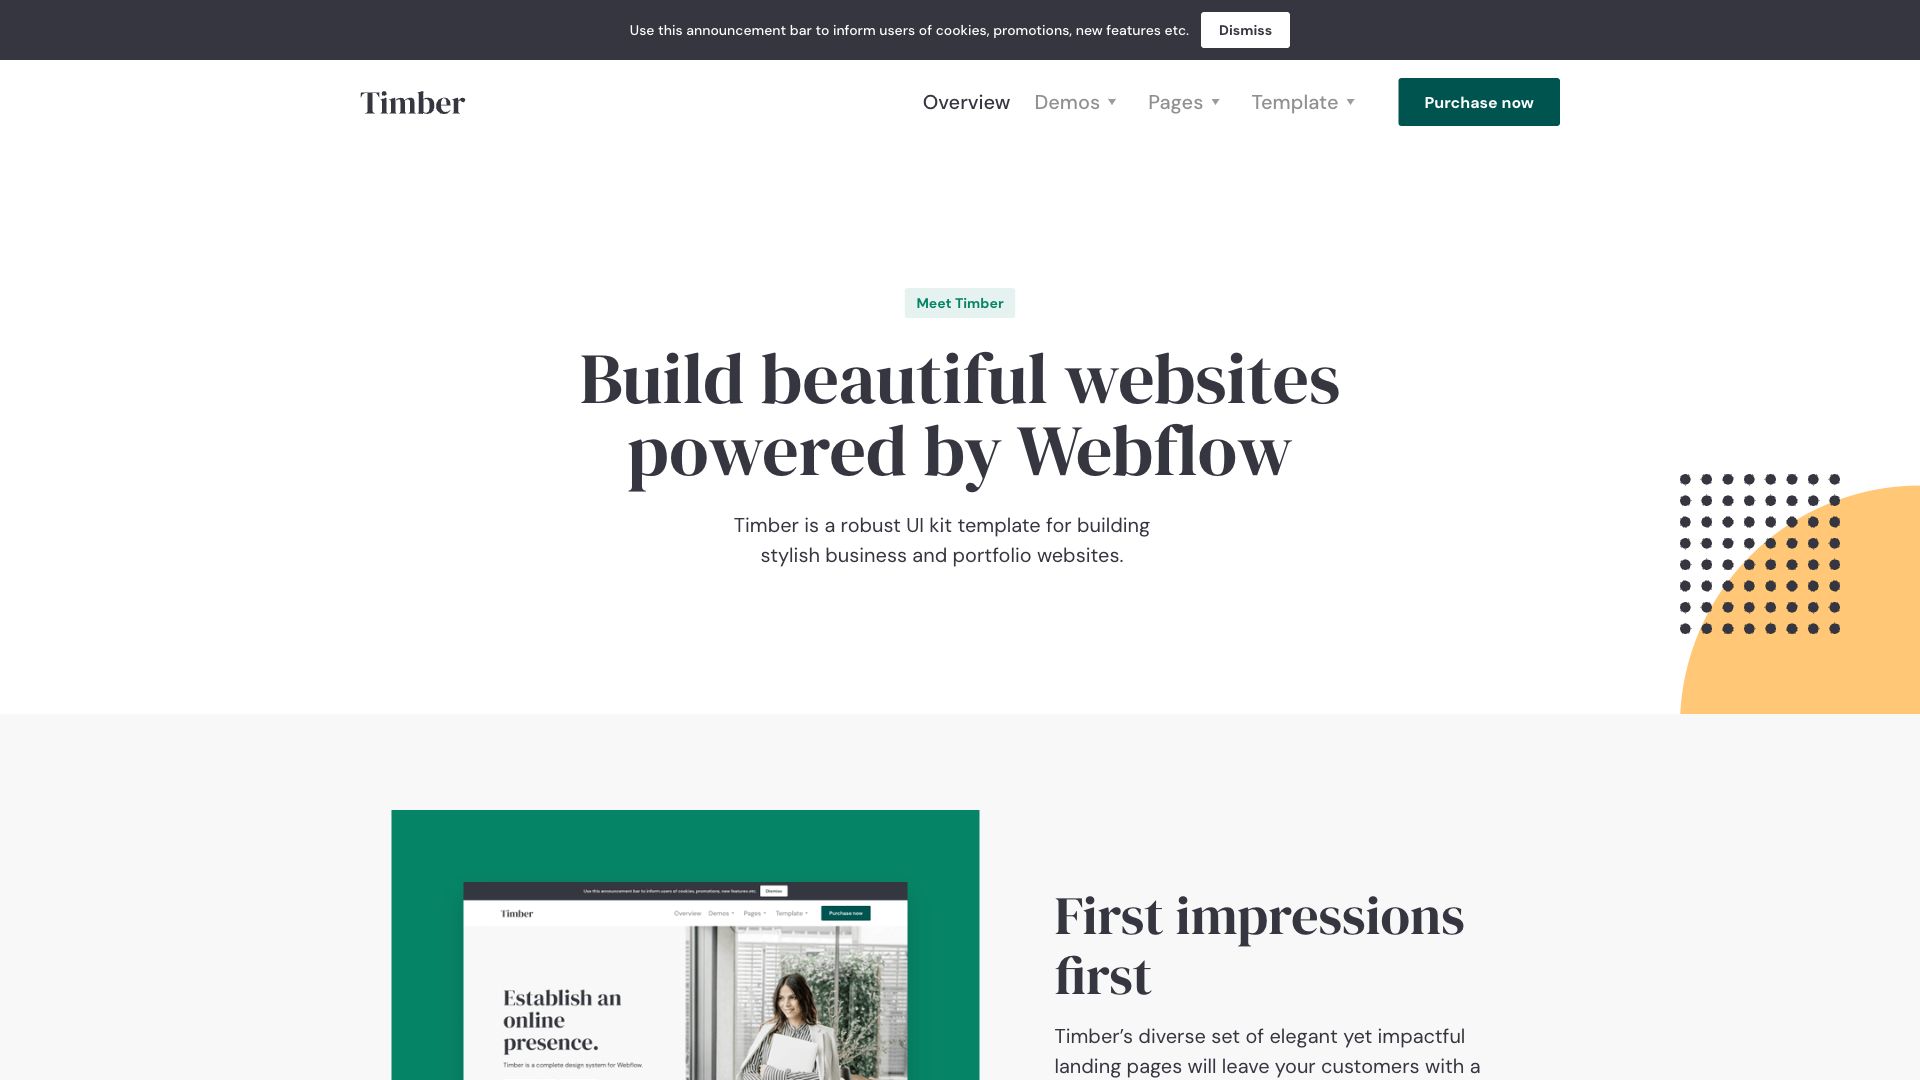 Use this announcement bar to inform users of cookies, promotions, new features etc.
Dismiss
Timber
Overview
Demos
Pages
Template
Purchase now
Meet Timber
Build beautiful websites
powered by Webflow
Timber is a robust UI kit template for building
stylish business and portfolio websites.
Use this announcement bar to inform users of cookies, promotions, new features etc.
Dismiss
Timber
Overview
Demos
Pages
Template
Purchase now
Establish an
online
presence.
Timber is a complete design system for Webflow.
First impressions
first
Timber’s diverse set of elegant yet impactful
landing pages will leave your customers with a